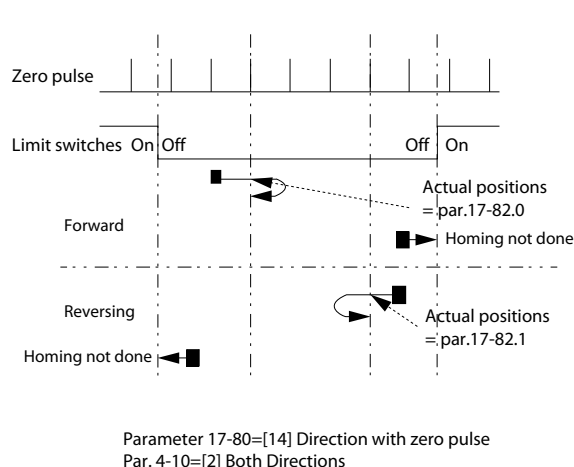 Zero pulse
Limit switches On Off Off On
Actual positions
= par.17-82.0
Forward
Homing not done
Reversing
Actual positions
= par.17-82.1
Homing not done
Parameter 17-80=[14] Direction with zero pulse
Par. 4-10=[2] Both Directions